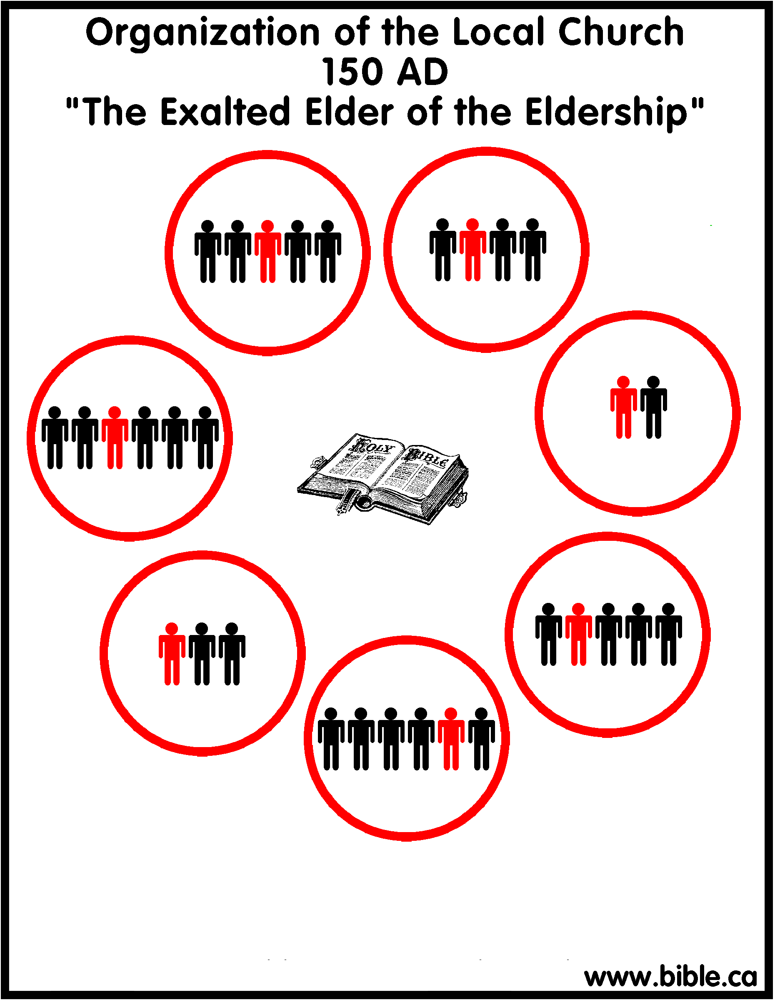 Organization of the Local Church
150 AD
"The Exalted Elder of the Eldership"
HOLY BIBLE
www.bible.ca